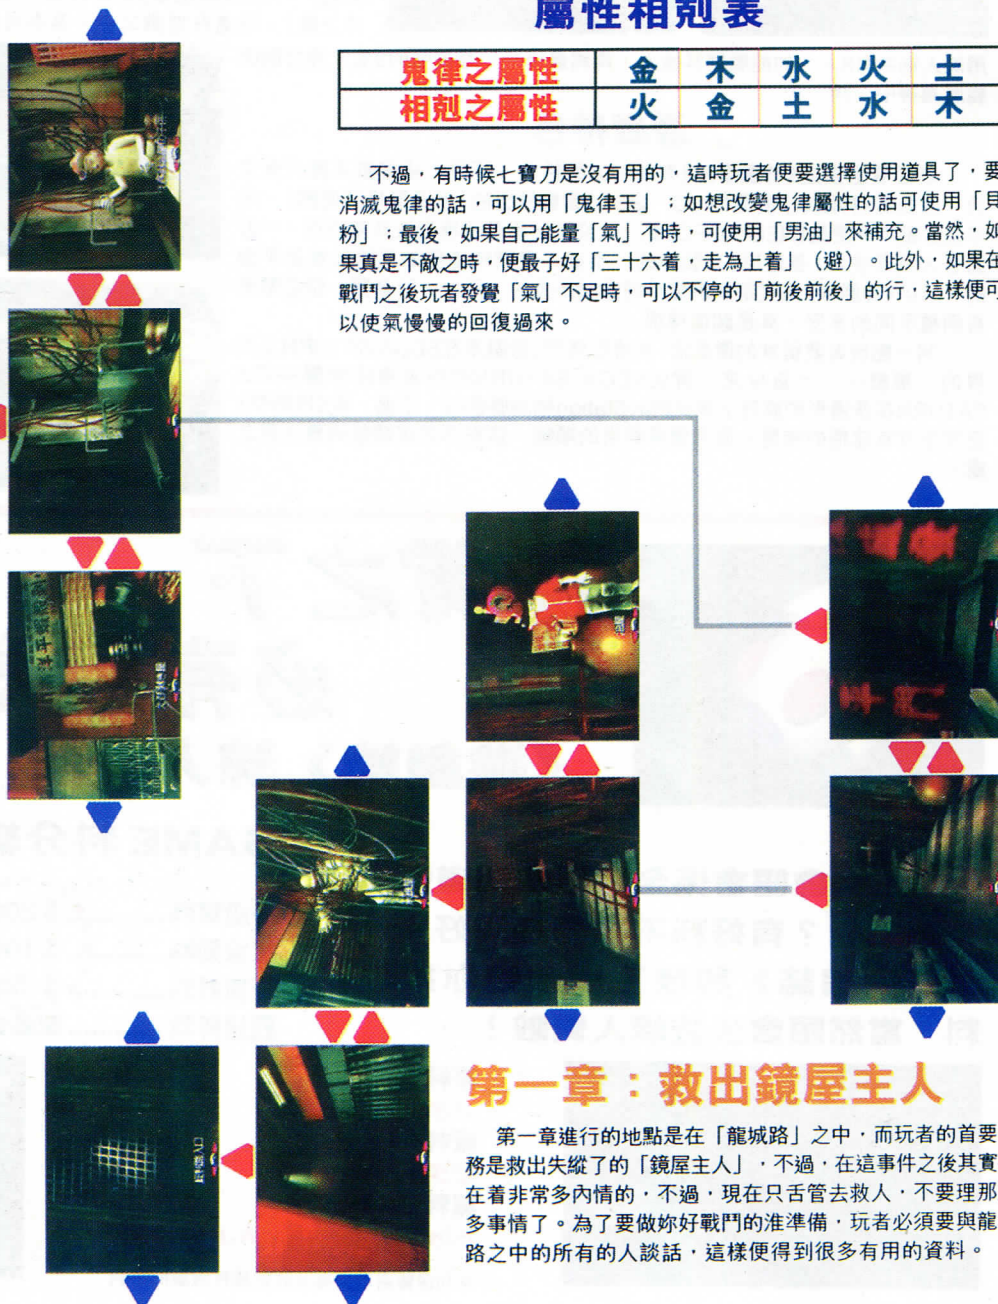 屬性相剋表
鬼律之屬性 金 木 水 火 土
相剋之屬性 火 金 土 水 木
不過，有時候七寶刀是沒有用的，這時玩者便要選擇使用道具了，要
消滅鬼律的話，可以用「鬼律玉」；如想改變鬼律屬性的話可使用「貝
粉」；最後，如果自己能量「氣」不時，可使用「男油」來補充。當然，如
果真是不敵之時，便最子好「三十六着，走為上着」（避）。此外，如果在
戰鬥之後玩者發覺「氣」不足時，可以不停的「前後前後」的行，這樣便可
以使氣慢慢的回復過來。
第一章：救出鏡屋主人
第一章進行的地點是在「龍城路」之中，而玩者的首要
務是救出失縱了的「鏡屋主人」，不過，在這事件之後其實
在着非常多內情的，不過，現在只舌管去救人，不要理那
多事情了。為了要做妳好戰鬥的淮準備，玩者必須要與龍
路之中的所有的人談話，這樣便得到很多有用的資料。